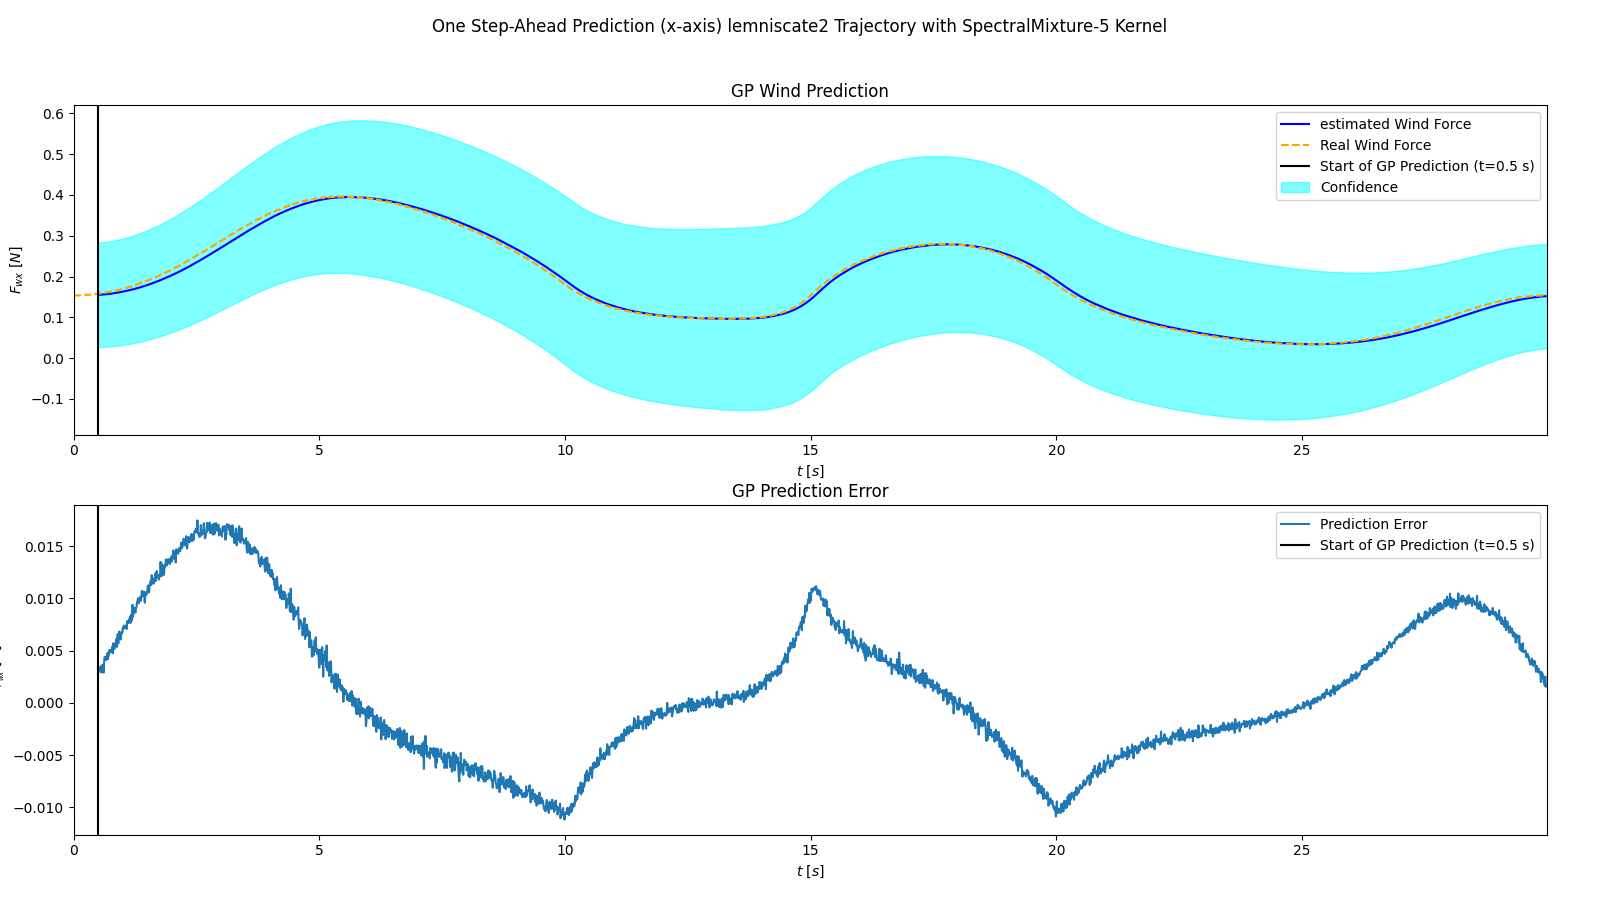 One Step-Ahead Prediction (x-axis) lemniscate2 Trajectory with SpectralMixture-5 Kernel
GP Wind Prediction
F_wx [N]
0.6
0.5
0.4
0.3
0.2
0.1
0.0
−0.1
estimated Wind Force
Real Wind Force
Start of GP Prediction (t=0.5 s)
Confidence
0 5 10 15 20 25
t [s]
GP Prediction Error
0.015
0.010
0.005
0.000
−0.005
−0.010
Prediction Error
Start of GP Prediction (t=0.5 s)
0 5 10 15 20 25
t [s]